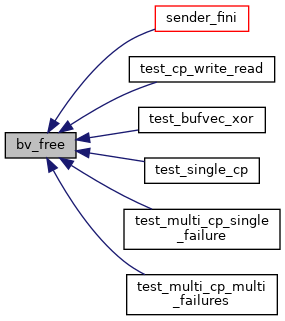 sender_fini
test_cp_write_read
test_bufvec_xor
bv_free
test_single_cp
test_multi_cp_single
_failure
test_multi_cp_multi
_failures